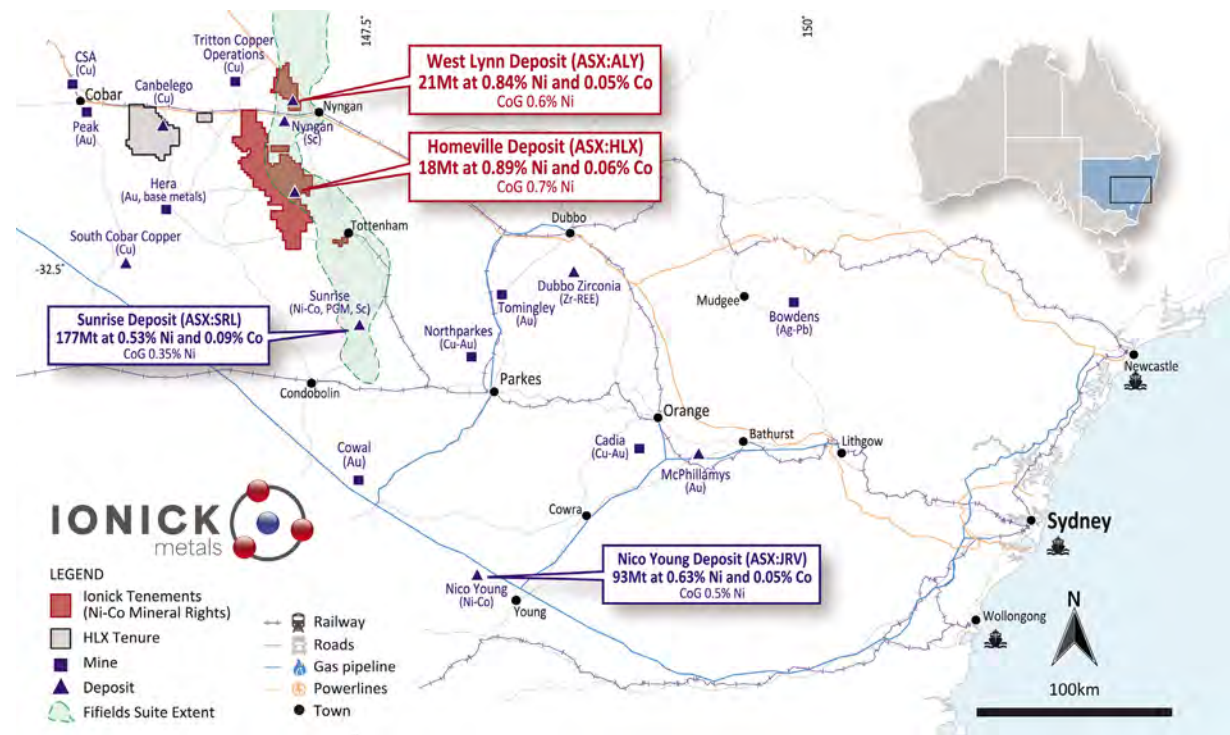 147.5°
150°
CSA
(Cu)
Tritton Copper
Operations
(Cu)
Canbelego
(Cu)
Cobar
Peak
(Au)
Nyngan
Nyngan
(Sc)
West Lynn Deposit (ASX:ALY)
21Mt at 0.84% Ni and 0.05% Co
CoG 0.6% Ni
Homeville Deposit (ASX:HLX)
18Mt at 0.89% Ni and 0.06% Co
CoG 0.7% Ni
Hera
(Au, base metals)
South Cobar Copper
(Cu)
Tottenham
-32.5°
Dubbo
Dubbo Zirconia
(Zr-REE)
Tomingley
(Au)
Mudgee
Bowdens
(Ag-Pb)
Sunrise
(Ni-Co, PGM, Sc)
Sunrise Deposit (ASX:SRL)
177Mt at 0.53% Ni and 0.09% Co
CoG 0.35% Ni
Northparkes
(Cu-Au)
Newcastle
Condobolin
Parkes
Orange
Cowal
(Au)
Cadia
(Cu-Au)
Bathurst
Lithgow
McPhillamys
(Au)
Cowra
Sydney
Nico Young Deposit (ASX:JRV)
93Mt at 0.63% Ni and 0.05% Co
CoG 0.5% Ni
Nico Young
(Ni-Co)
Young
Wollongong
N
100km
IONICK
metals
LEGEND
Ionick Tenements
(Ni-Co Mineral Rights)
HLX Tenure
Mine
Deposit
Fifields Suite Extent
Railway
Roads
Gas pipeline
Powerlines
Town